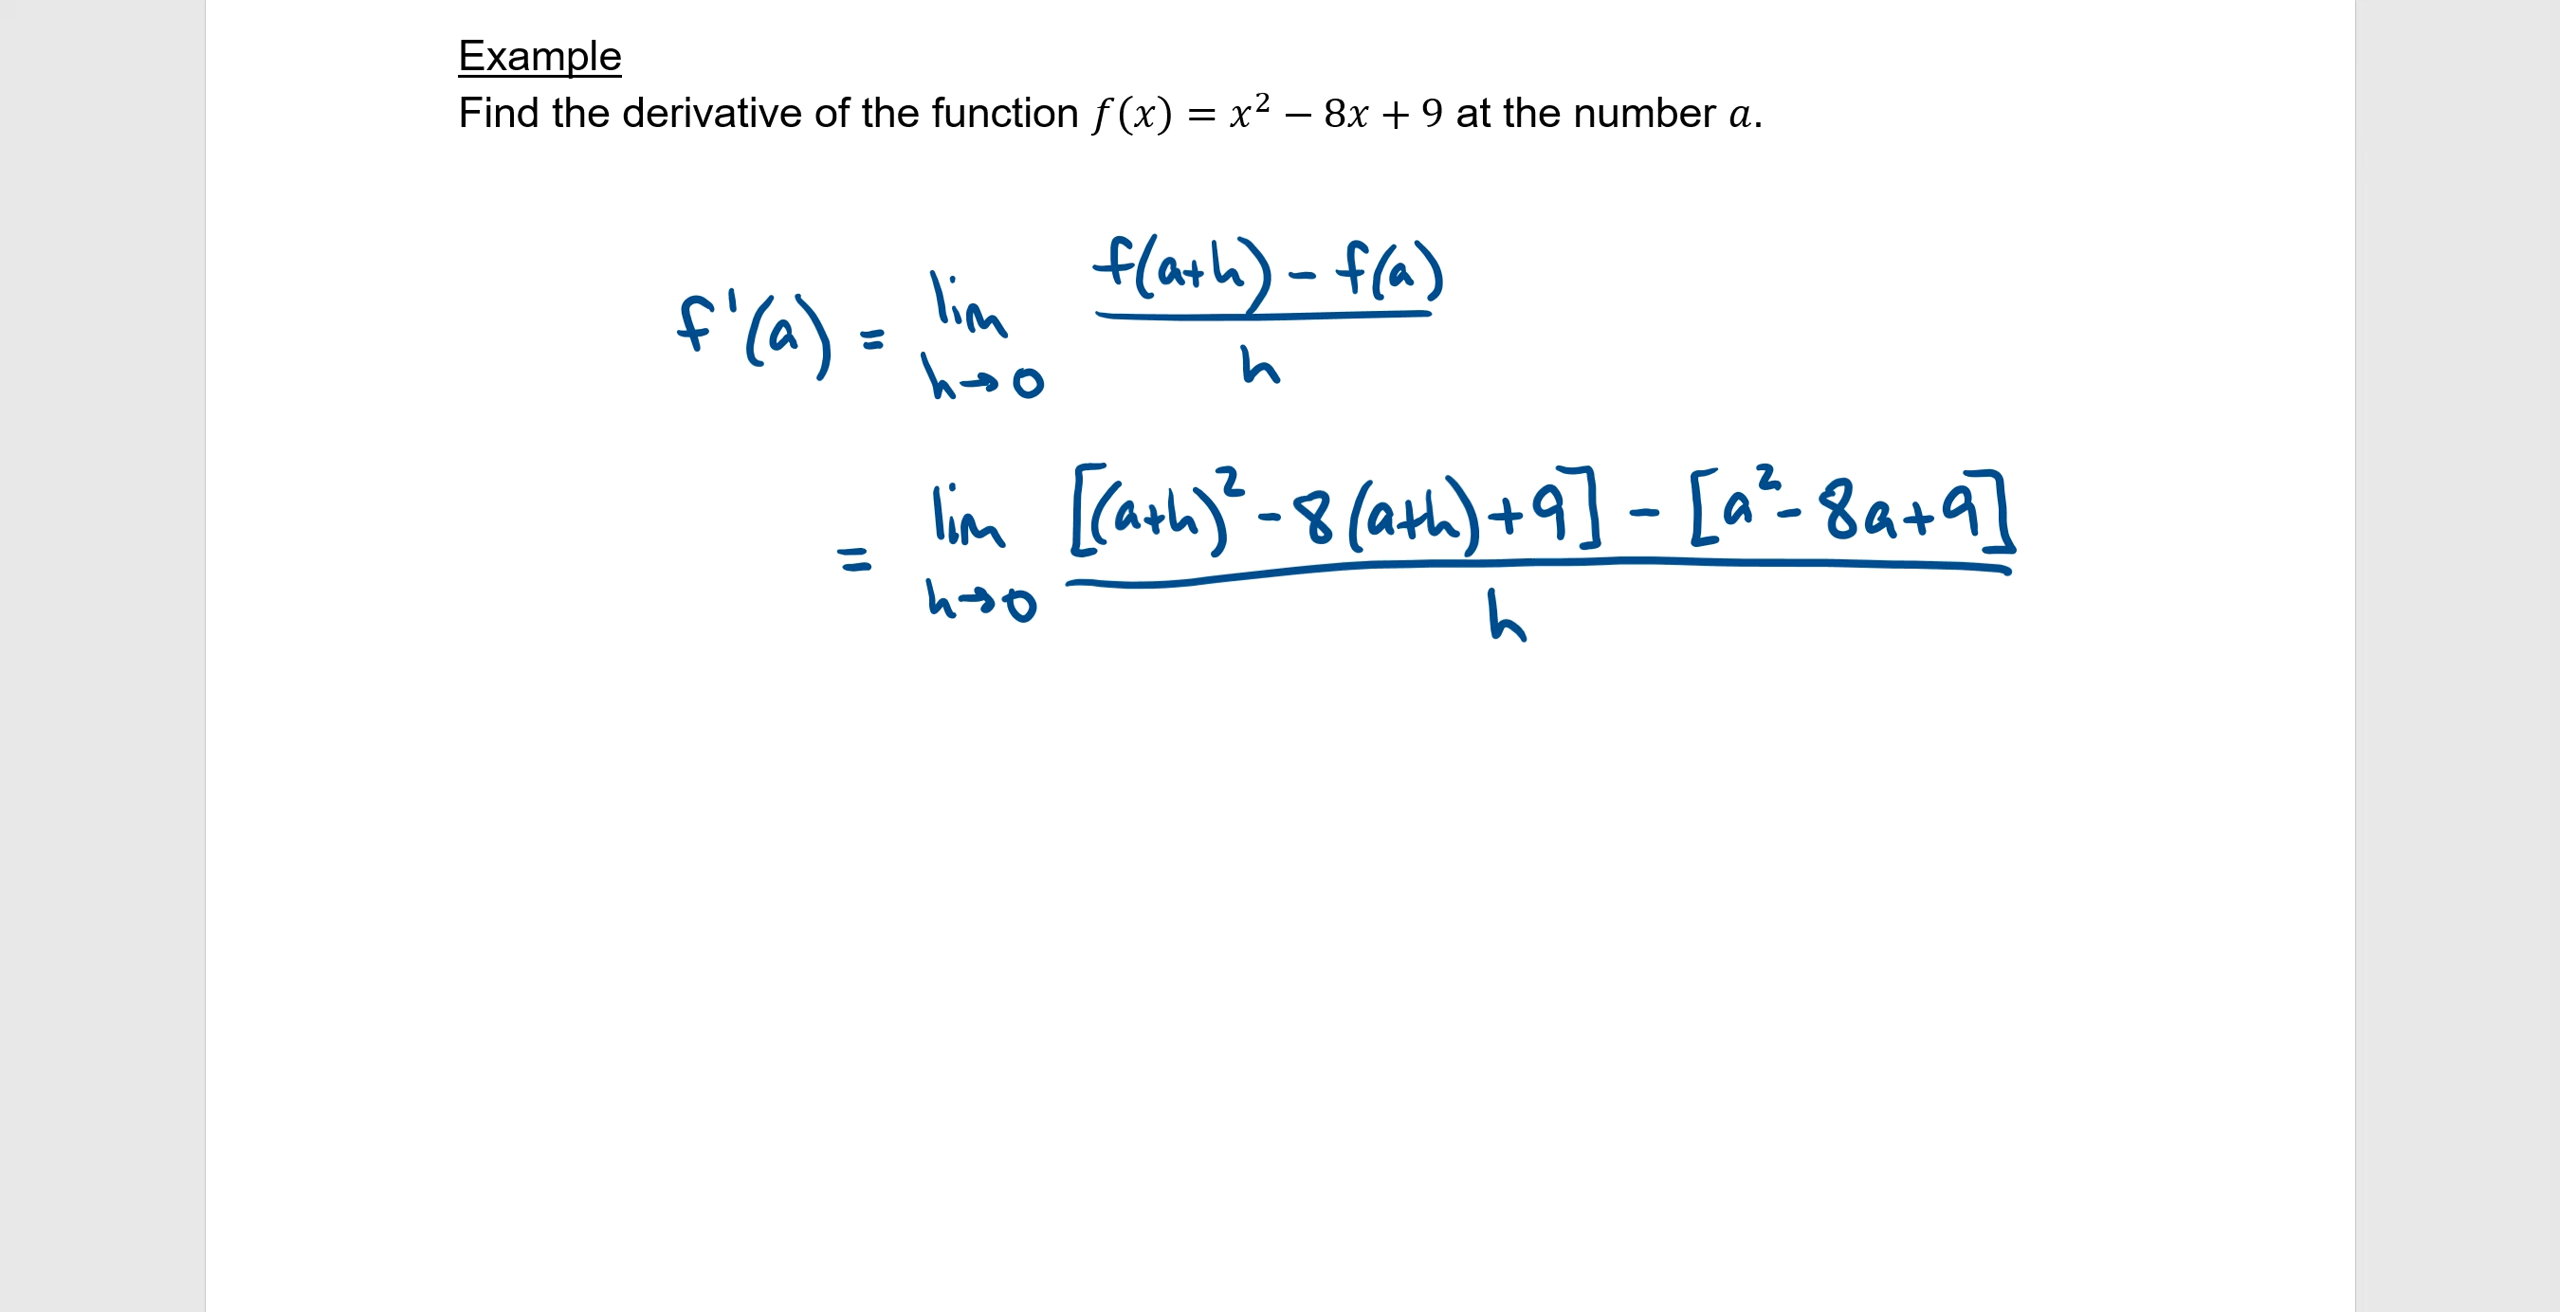 Example
Find the derivative of the function f(x) = x² − 8x + 9 at the number a.
f'(a) = lim h→0 f(a+h) - f(a) / h
= lim h→0 [(a+h)² - 8(a+h) + 9] - [a² - 8a + 9] / h